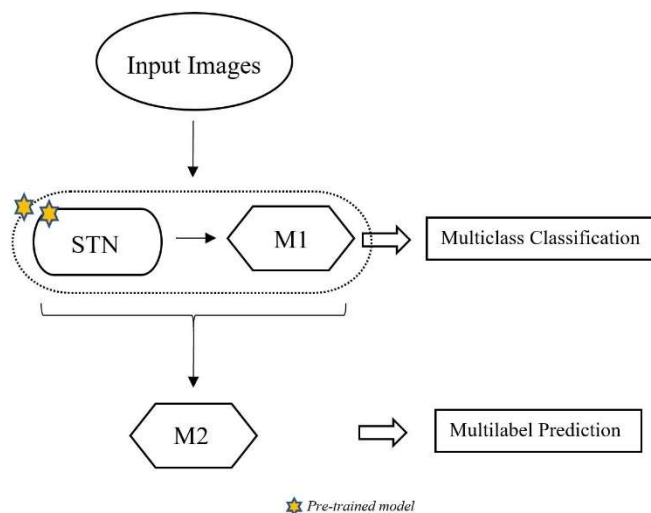 Input Images
STN
M1
Multiclass Classification
M2
Multilabel Prediction
Pre-trained model